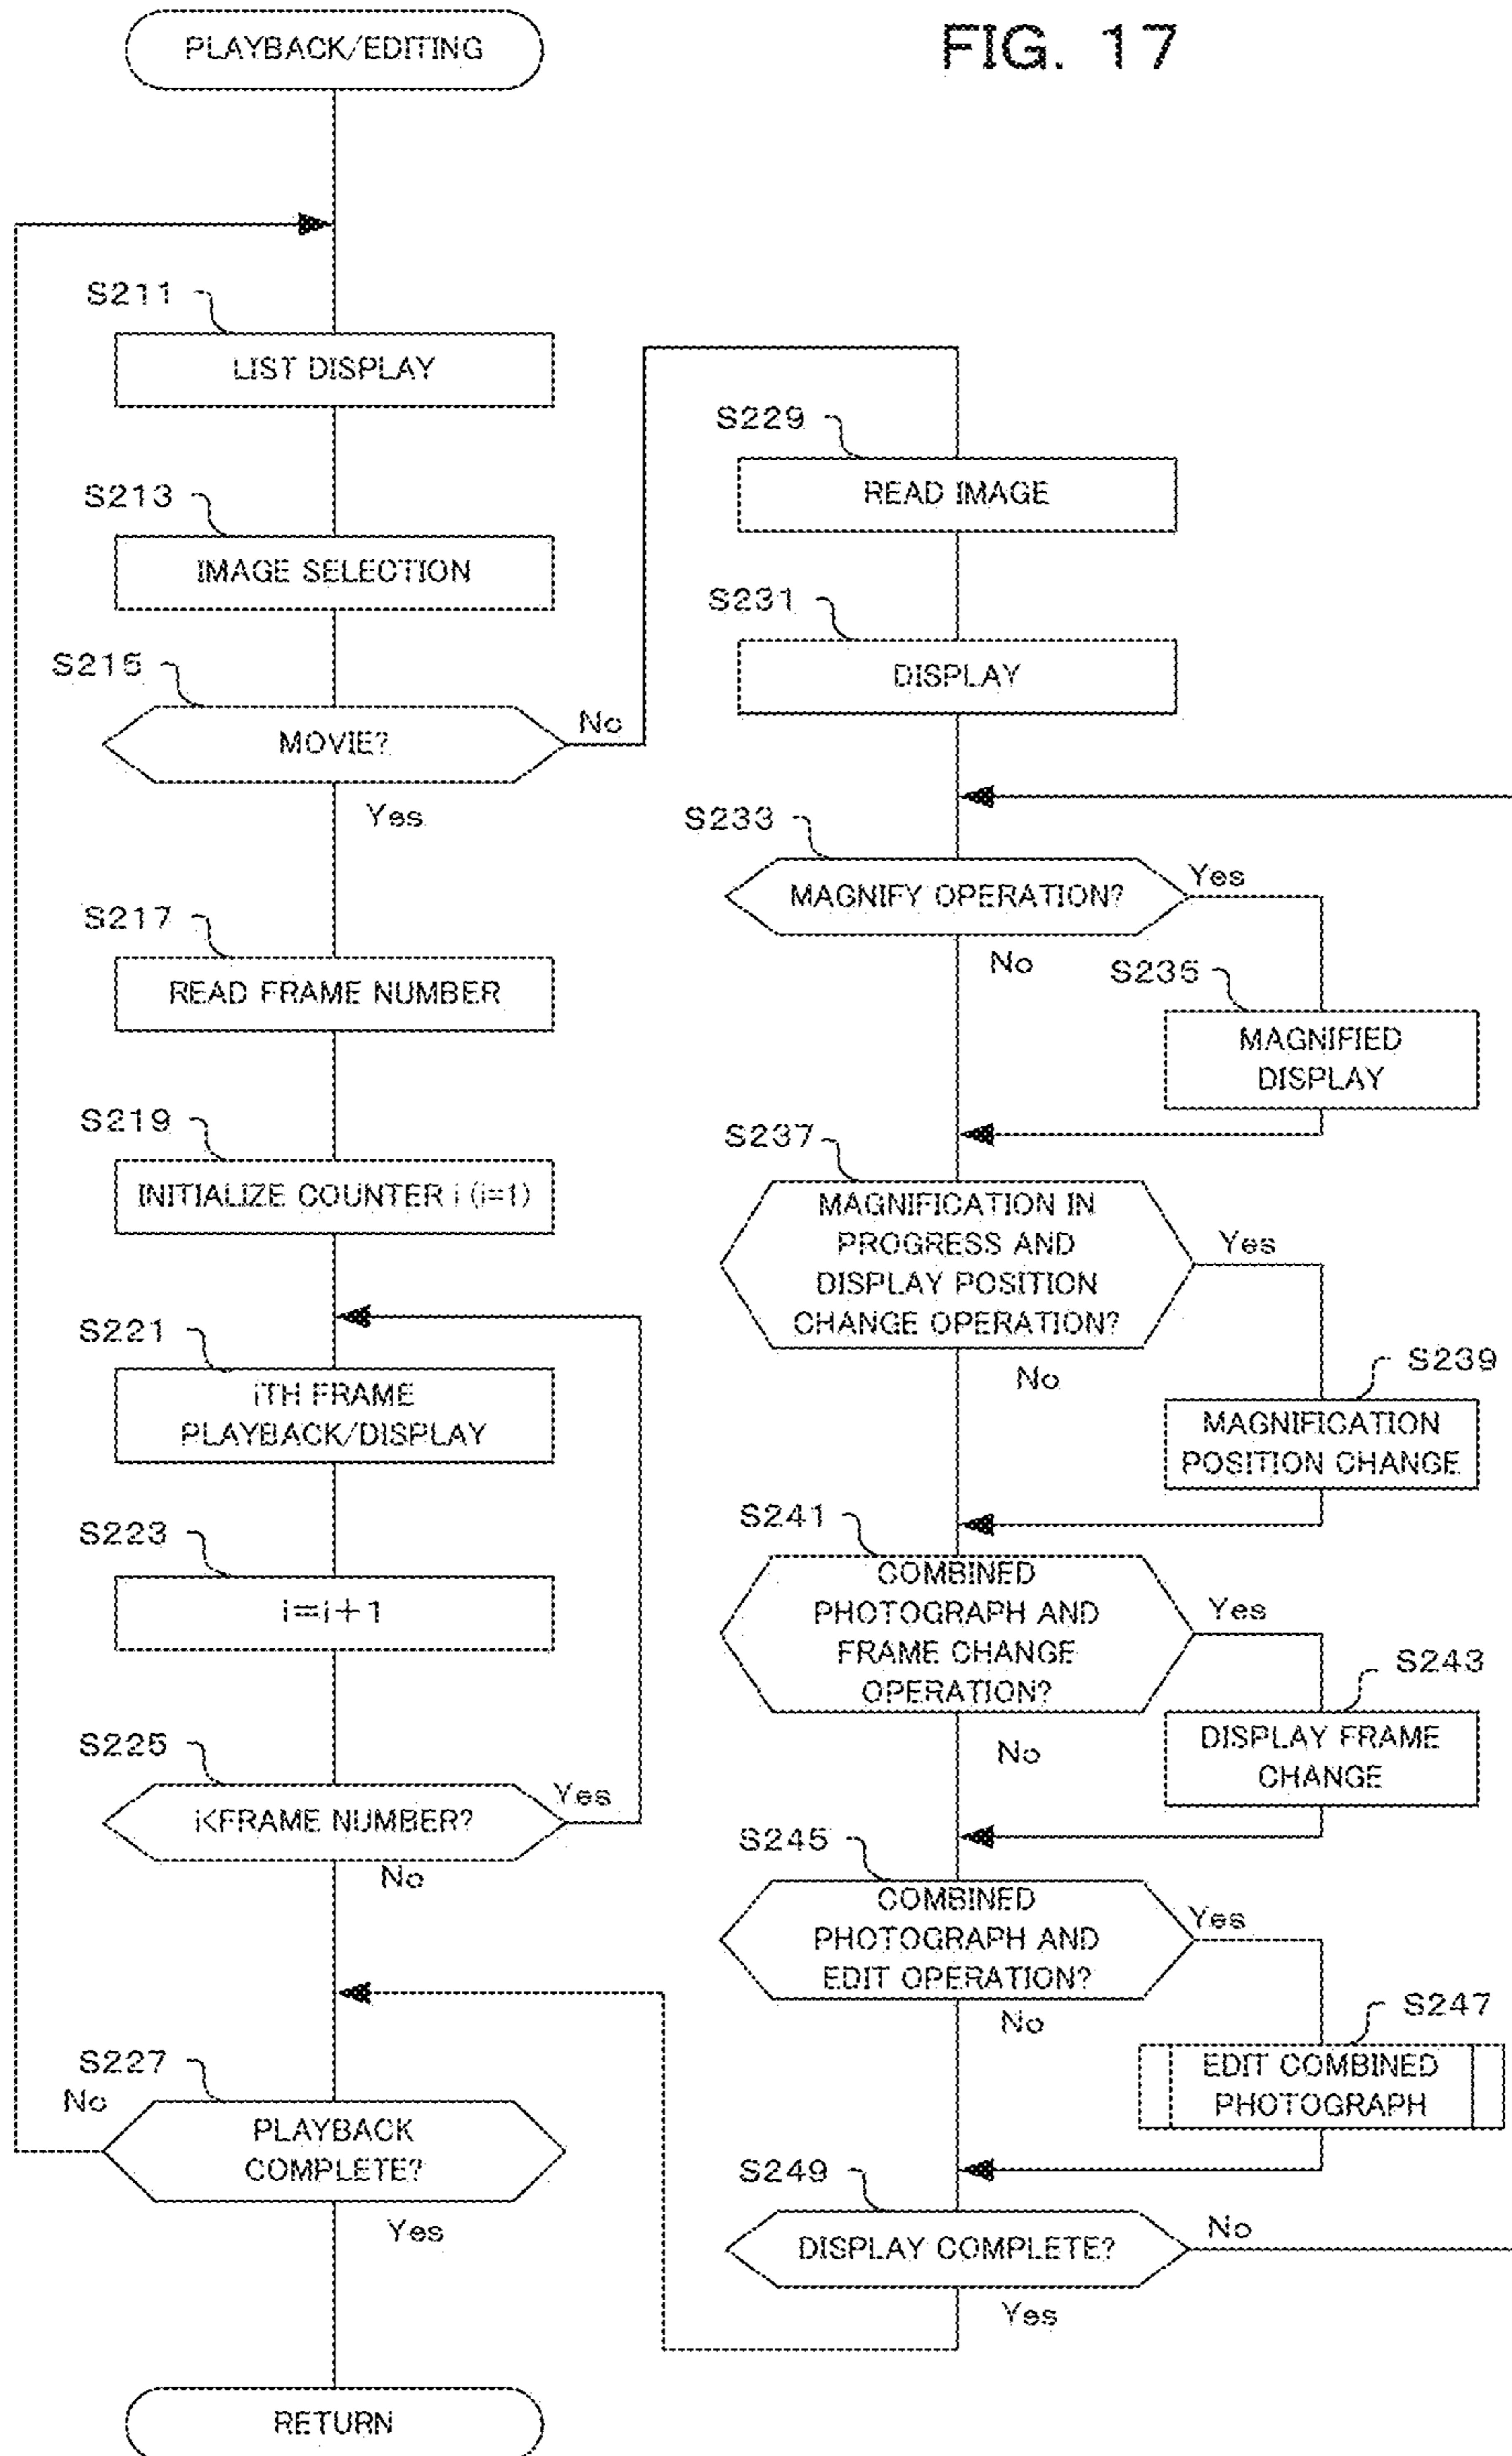 FIG. 17
PLAYBACK/EDITING
S211
LIST DISPLAY
S213
IMAGE SELECTION
S215
MOVIE?
No
Yes
S217
READ FRAME NUMBER
S219
INITIALIZE COUNTER i (i=1)
S221
iTH FRAME
PLAYBACK/DISPLAY
S223
i=i+1
S225
i<FRAME NUMBER?
Yes
No
S227
No
PLAYBACK
COMPLETE?
Yes
RETURN
S229
READ IMAGE
S231
DISPLAY
S233
MAGNIFY OPERATION?
Yes
No
S235
MAGNIFIED
DISPLAY
S237
MAGNIFICATION IN
PROGRESS AND
DISPLAY POSITION
CHANGE OPERATION?
Yes
No
S239
MAGNIFICATION
POSITION CHANGE
S241
COMBINED
PHOTOGRAPH AND
FRAME CHANGE
OPERATION?
Yes
No
S243
DISPLAY FRAME
CHANGE
S245
COMBINED
PHOTOGRAPH AND
EDIT OPERATION?
Yes
No
S247
EDIT COMBINED
PHOTOGRAPH
S249
DISPLAY COMPLETE?
No
Yes